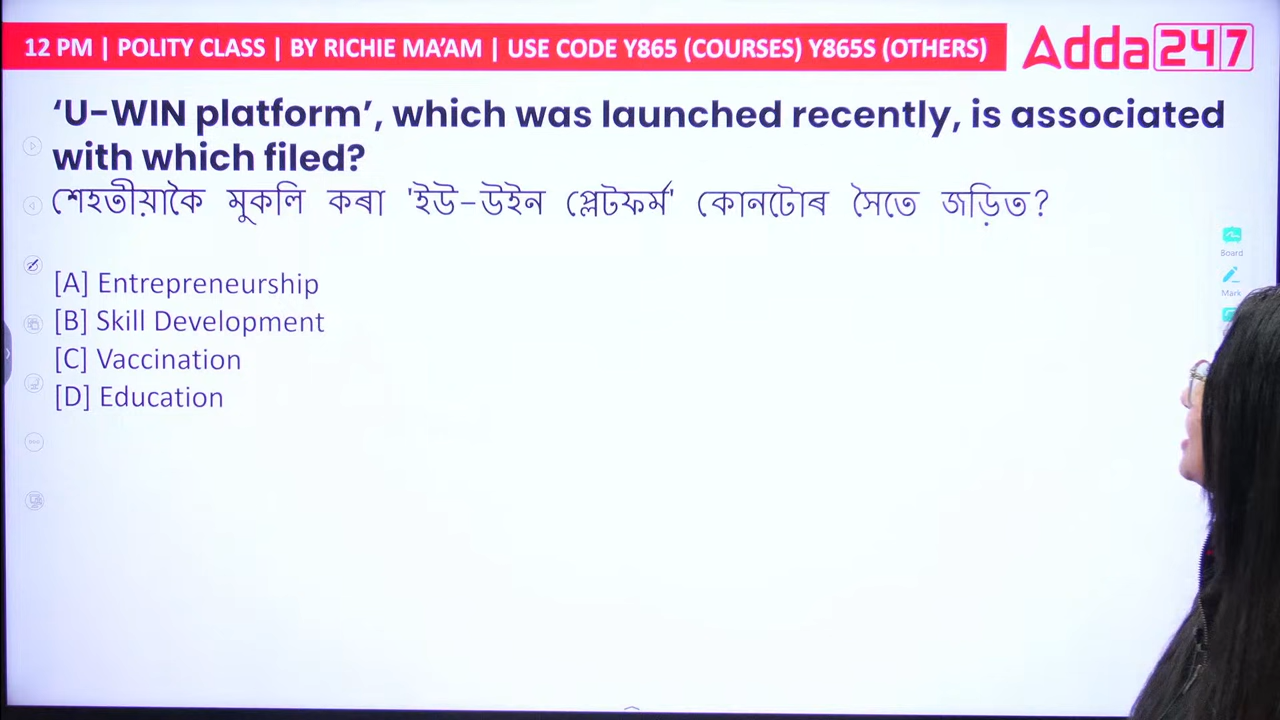 12 PM | POLITY CLASS | BY RICHIE MA'AM | USE CODE Y865 (COURSES) Y865S (OTHERS)
Adda247
‘U-WIN platform’, which was launched recently, is associated
with which filed?
শেহতীয়াকৈ মুকলি কৰা 'ইউ-উইন প্লেটফৰ্ম' কোনটোৰ সৈতে জড়িত?
[A] Entrepreneurship
[B] Skill Development
[C] Vaccination
[D] Education
Board
Mark